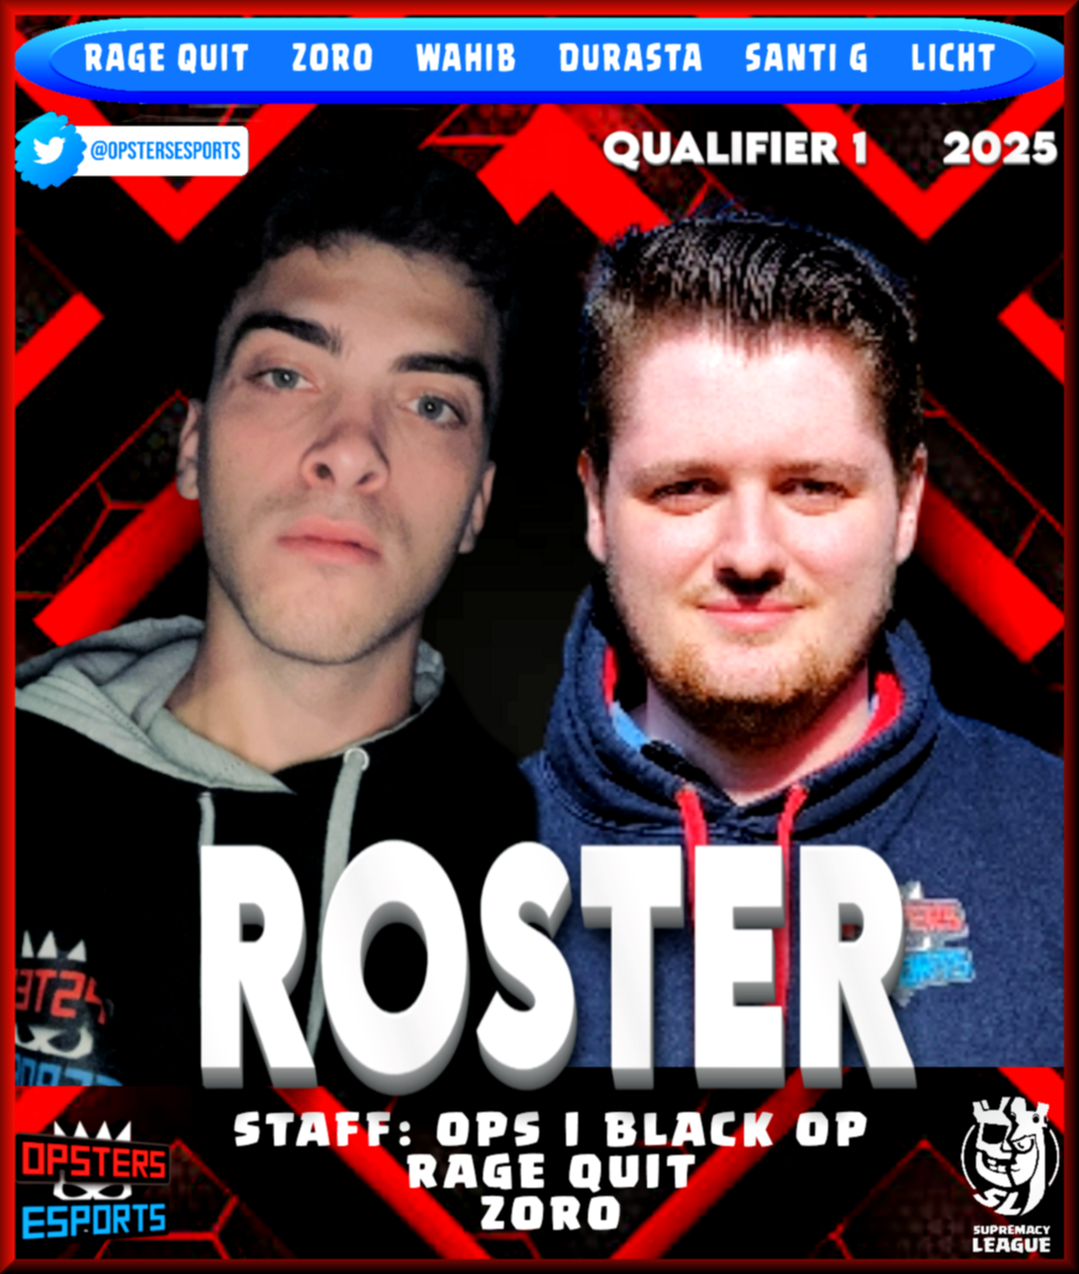 RAGE QUIT ZORO WAHIB DURASTA SANTI G LICHT
@OPSTERSESPORTS
QUALIFIER 1 2025
ROSTER
STAFF: OPS | BLACK OP
RAGE QUIT
ZORO
OPSTERS
ESPORTS
SL
SUPREMACY
LEAGUE